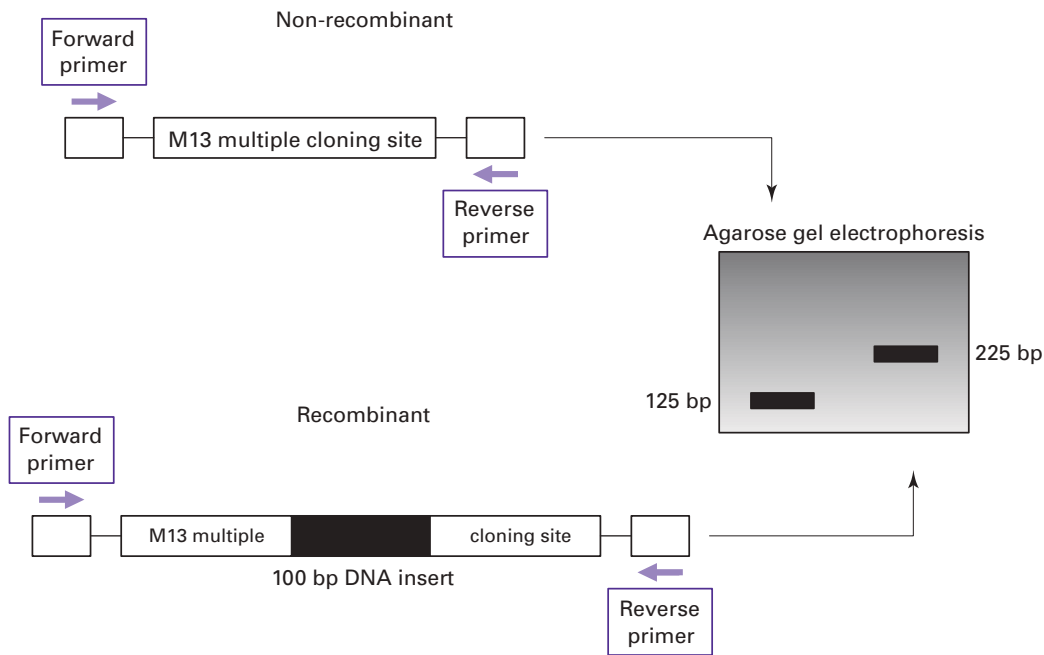 Non-recombinant
Forward
primer
M13 multiple cloning site
Reverse
primer
Agarose gel electrophoresis
225 bp
125 bp
Recombinant
Forward
primer
M13 multiple
cloning site
100 bp DNA insert
Reverse
primer